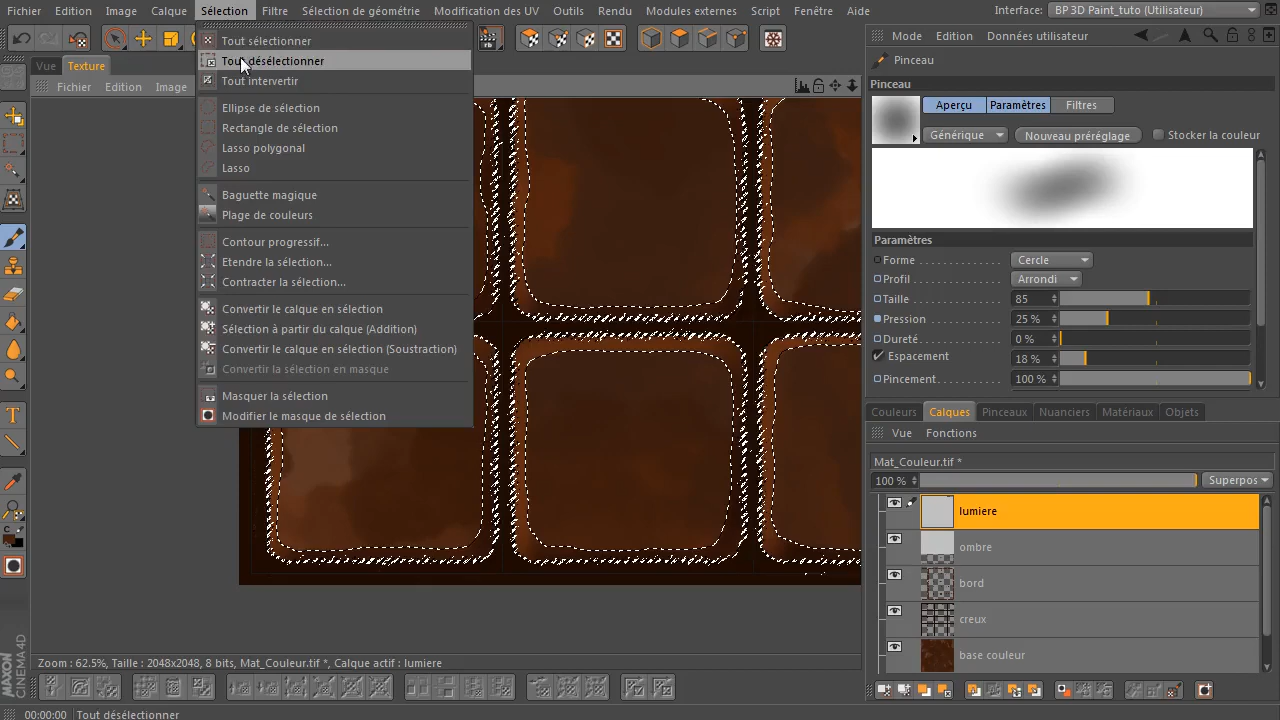 Fichier Edition Image Calque Sélection Filtre Sélection de géométrie Modification des UV Outils Rendu Modules externes Script Fenêtre Aide Interface: BP 3D Paint_tuto (Utilisateur)
Tout sélectionner
Tout désélectionner
Tout intervertir
Ellipse de sélection
Rectangle de sélection
Lasso polygonal
Lasso
Baguette magique
Plage de couleurs
Contour progressif...
Etendre la sélection...
Contracter la sélection...
Convertir le calque en sélection
Sélection à partir du calque (Addition)
Convertir le calque en sélection (Soustraction)
Convertir la sélection en masque
Masquer la sélection
Modifier le masque de sélection
Vue Texture
Fichier Edition Image
Mode Edition Données utilisateur
Pinceau
Pinceau
Aperçu Paramètres Filtres
Générique Nouveau préréglage Stocker la couleur
Paramètres
Forme Cercle
Profil Arrondi
Taille 85
Pression 25 %
Dureté 0 %
Espacement 18 %
Pincement 100 %
Couleurs Calques Pinceaux Nuanciers Matériaux Objets
Vue Fonctions
Mat_Couleur.tif *
100 % Superpos
lumiere
ombre
bord
creux
base couleur
Zoom : 62.5%, Taille : 2048x2048, 8 bits, Mat_Couleur.tif *, Calque actif : lumiere
MAXON CINEMA 4D
00:00:00 Tout désélectionner